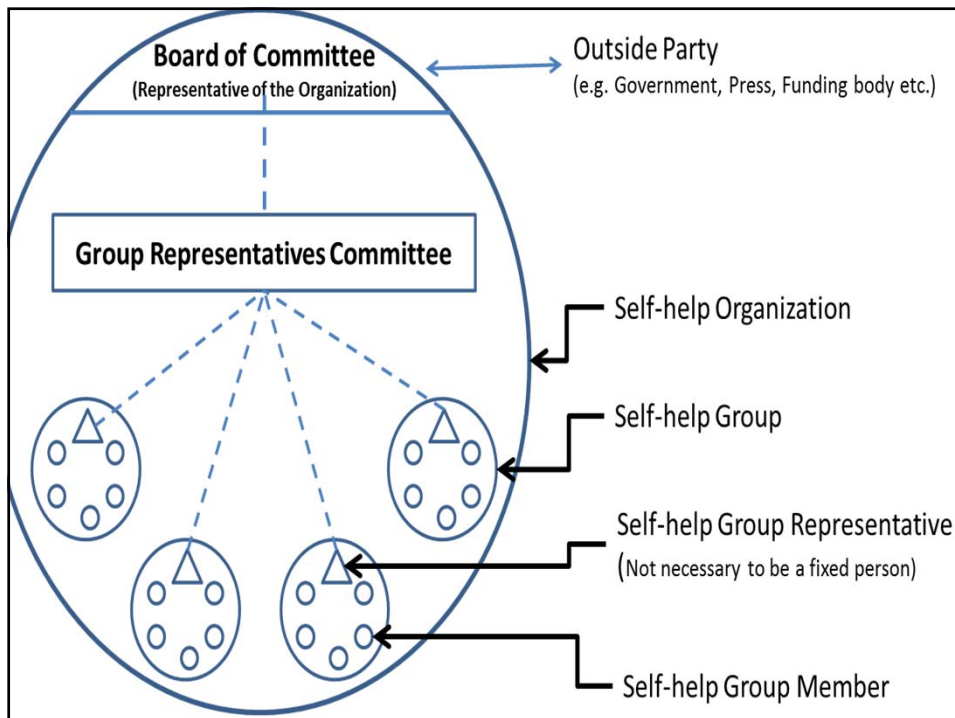 Board of Committee
(Representative of the Organization)
Outside Party
(e.g. Government, Press, Funding body etc.)
Group Representatives Committee
Self-help Organization
Self-help Group
Self-help Group Representative
(Not necessary to be a fixed person)
Self-help Group Member